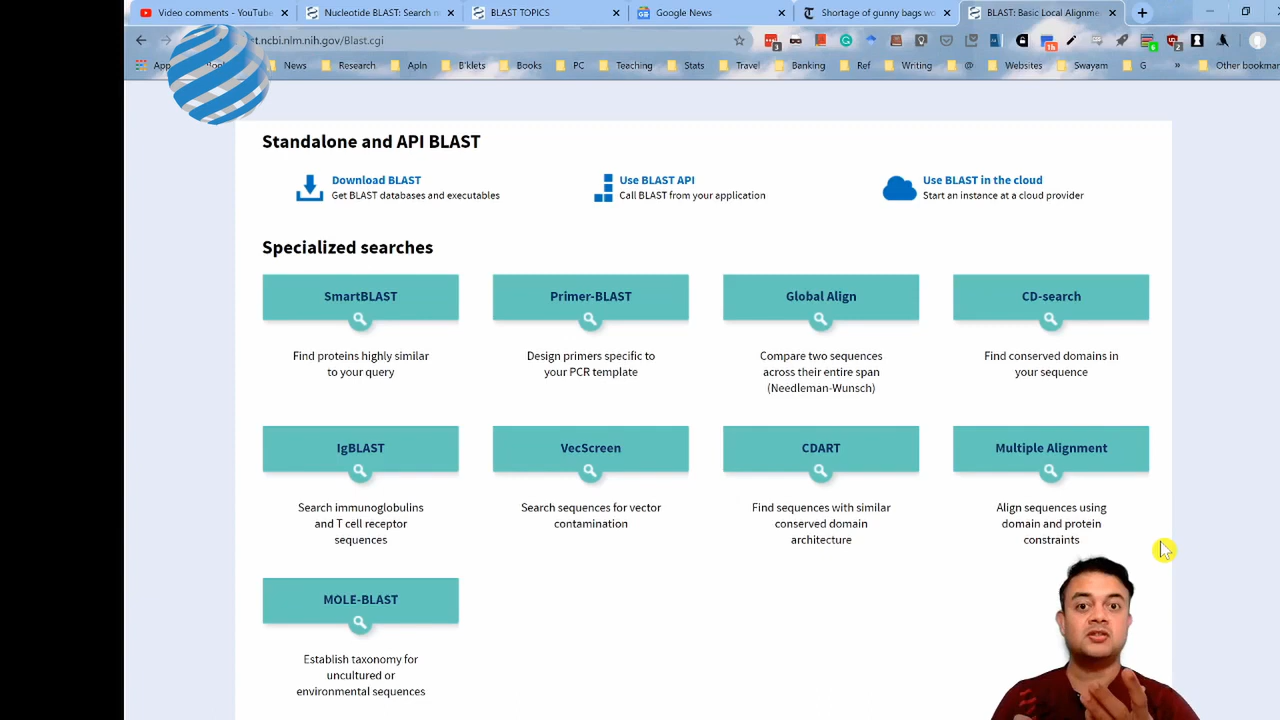 Video comments - YouTube
Nucleotide BLAST: Search n
BLAST TOPICS
Google News
Shortage of gunny bags wo
BLAST: Basic Local Alignme
t.ncbi.nlm.nih.gov/Blast.cgi
News
Research
ApIn
B'klets
Books
PC
Teaching
Stats
Travel
Banking
Ref
Writing
@
Websites
Swayam
G
»
Other bookmar
Standalone and API BLAST
Download BLAST
Get BLAST databases and executables
Use BLAST API
Call BLAST from your application
Use BLAST in the cloud
Start an instance at a cloud provider
Specialized searches
SmartBLAST
Find proteins highly similar
to your query
Primer-BLAST
Design primers specific to
your PCR template
Global Align
Compare two sequences
across their entire span
(Needleman-Wunsch)
CD-search
Find conserved domains in
your sequence
IgBLAST
Search immunoglobulins
and T cell receptor
sequences
VecScreen
Search sequences for vector
contamination
CDART
Find sequences with similar
conserved domain
architecture
Multiple Alignment
Align sequences using
domain and protein
constraints
MOLE-BLAST
Establish taxonomy for
uncultured or
environmental sequences